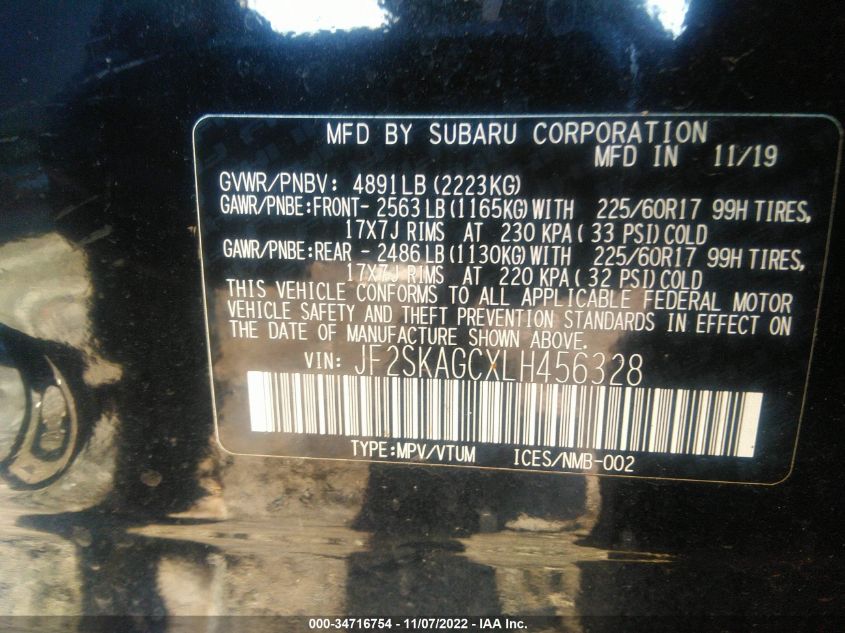 MFD BY SUBARU CORPORATION
MFD IN 11/19
GVWR/PNBV: 4891LB(2223KG)
GAWR/PNBE:FRONT- 2563LB(1165KG)WITH 225/60R17 99H TIRES,
17X7J RIMS AT 230 KPA( 33 PSI)COLD
GAWR/PNBE:REAR - 2486LB(1130KG)WITH 225/60R17 99H TIRES,
17X7J RIMS AT 220 KPA( 32 PSI)COLD
THIS VEHICLE CONFORMS TO ALL APPLICABLE FEDERAL MOTOR
VEHICLE SAFETY AND THEFT PREVENTION STANDARDS IN EFFECT ON
THE DATE OF MANUFACTURE SHOWN ABOVE.
VIN: JF2SKAGCXLH456328
TYPE:MPV/VTUM ICES/NMB-002
000-34716754 - 11/07/2022 - IAA Inc.